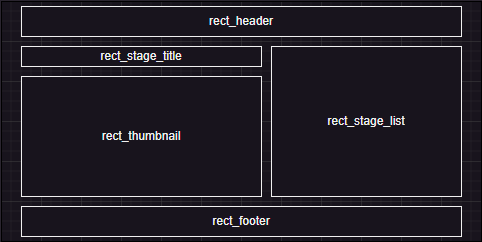 rect_header
rect_stage_title
rect_thumbnail
rect_stage_list
rect_footer